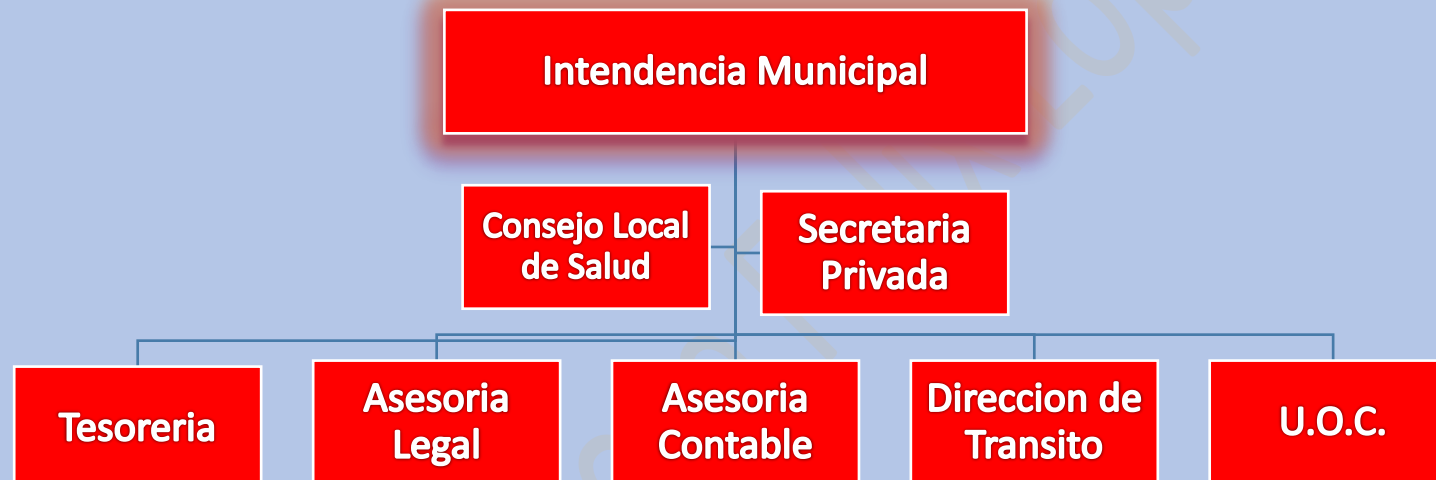 Intendencia Municipal
Consejo Local
de Salud
Secretaria
Privada
Tesoreria
Asesoria
Legal
Asesoria
Contable
Direccion de
Transito
U.O.C.